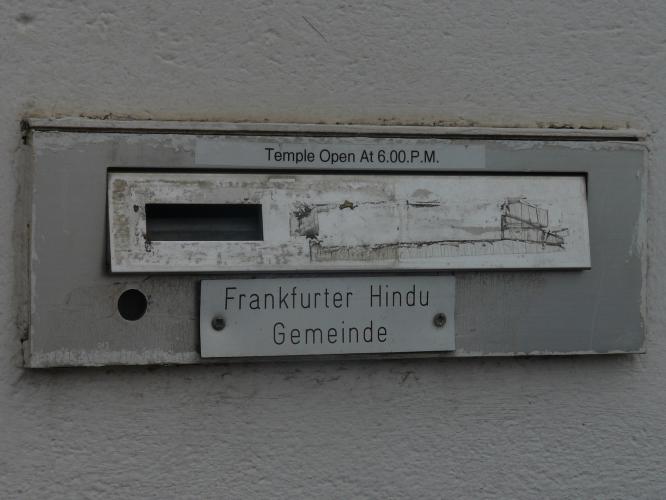 Temple Open At 6.00.P.M.
Frankfurter Hindu
Gemeinde